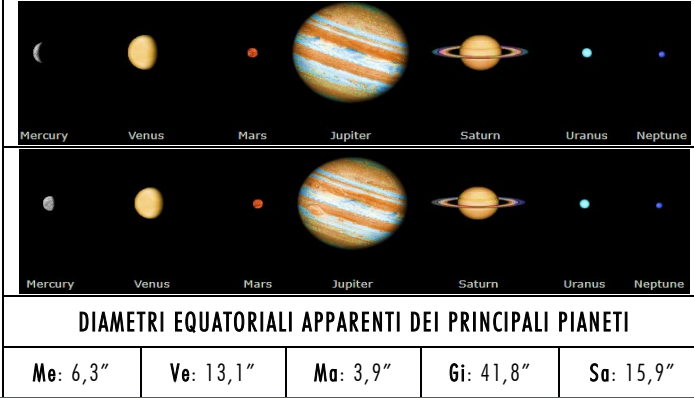 Mercury Venus Mars Jupiter Saturn Uranus Neptune
Mercury Venus Mars Jupiter Saturn Uranus Neptune
DIAMETRI EQUATORIALI APPARENTI DEI PRINCIPALI PIANETI
Me: 6,3” Ve: 13,1” Ma: 3,9” Gi: 41,8” Sa: 15,9”